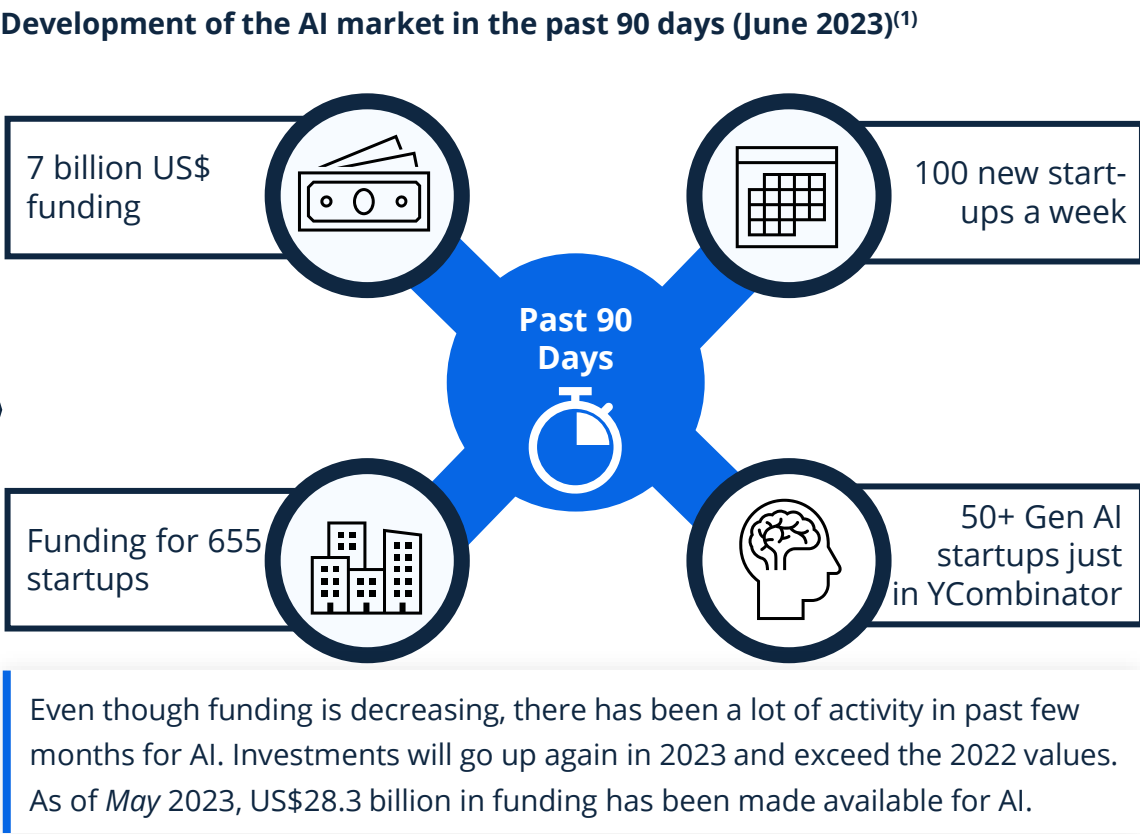 Development of the AI market in the past 90 days (June 2023)(1)
7 billion US$
funding
100 new start-
ups a week
Past 90
Days
Funding for 655
startups
50+ Gen AI
startups just
in YCombinator
Even though funding is decreasing, there has been a lot of activity in past few
months for AI. Investments will go up again in 2023 and exceed the 2022 values.
As of May 2023, US$28.3 billion in funding has been made available for AI.